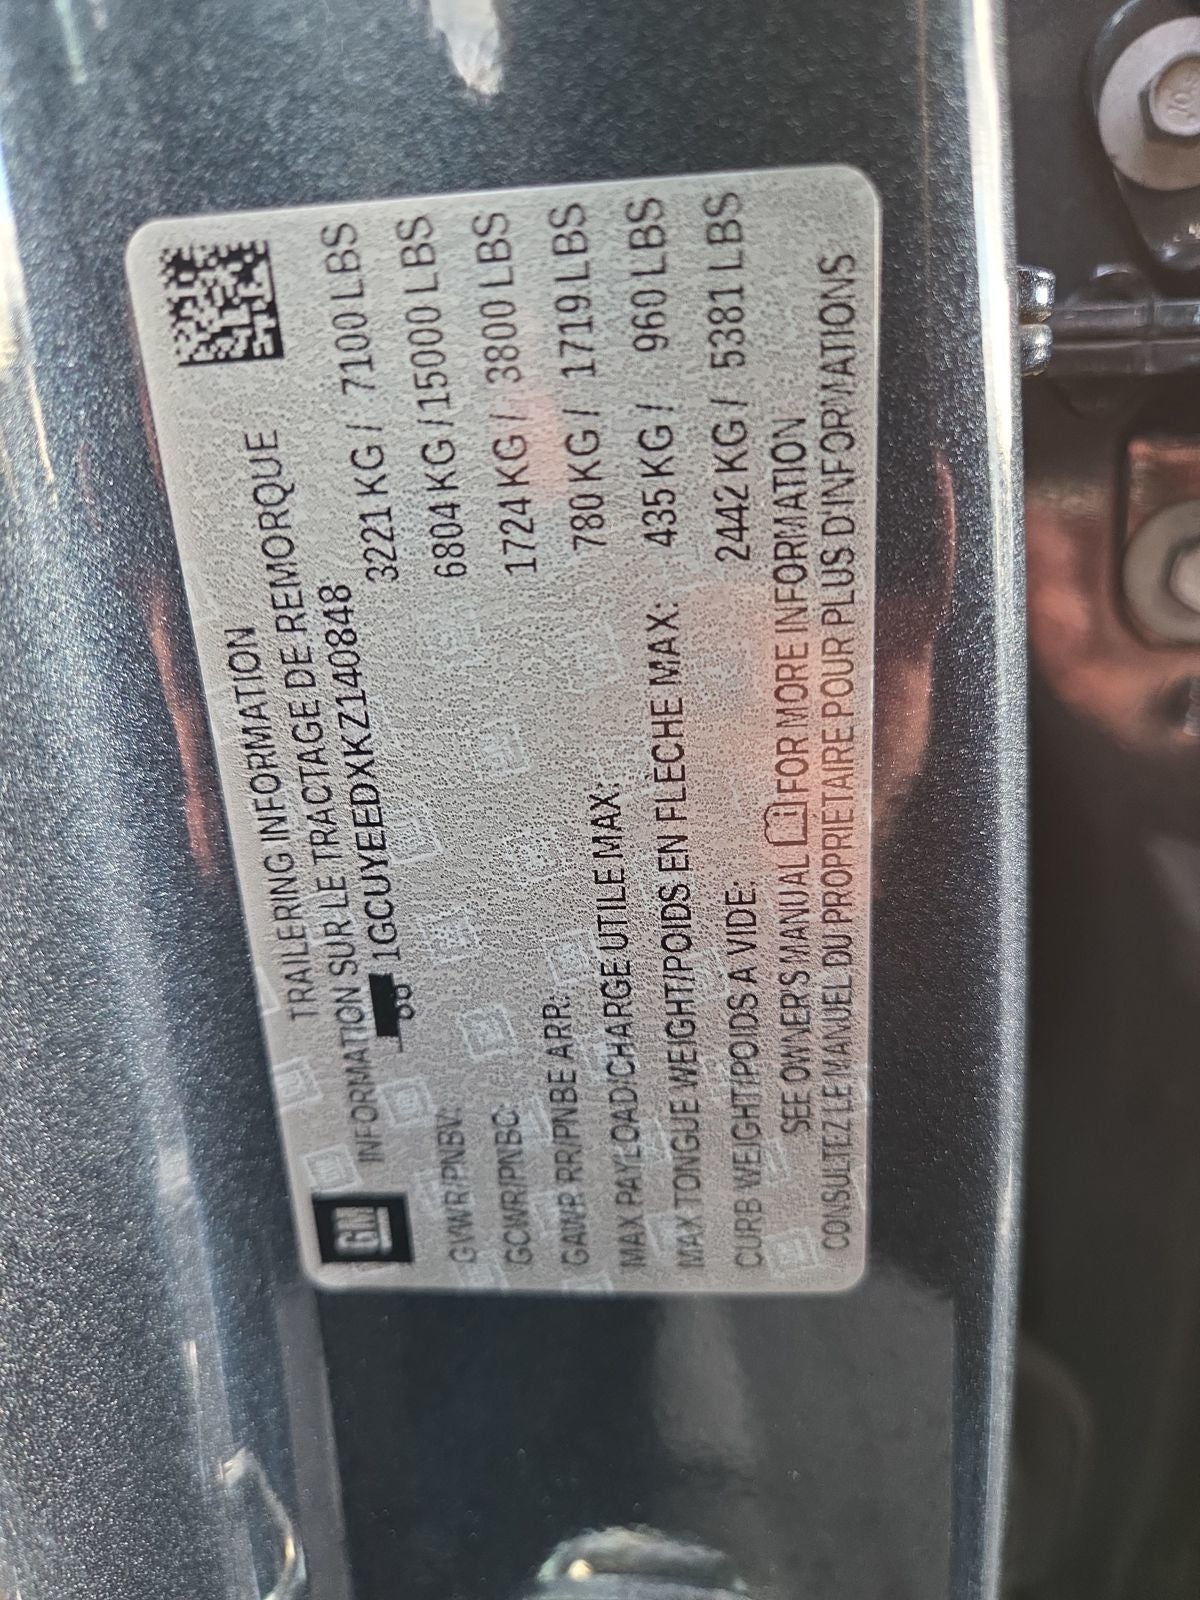 GM
TRAILERING INFORMATION
INFORMATION SUR LE TRACTAGE DE REMORQUE
1GCUYEEDXKZ140848
GVWR/PNBV: 3221 KG / 7100 LBS
GCWR/PNBC: 6804 KG / 15000 LBS
GAWR RR/PNBE ARR: 1724 KG / 3800 LBS
MAX PAYLOAD/CHARGE UTILE MAX: 780 KG / 1719 LBS
MAX TONGUE WEIGHT/POIDS EN FLÈCHE MAX: 435 KG / 960 LBS
CURB WEIGHT/POIDS A VIDE: 2442 KG / 5381 LBS
SEE OWNER'S MANUAL FOR MORE INFORMATION
CONSULTEZ LE MANUEL DU PROPRIETAIRE POUR PLUS D'INFORMATIONS